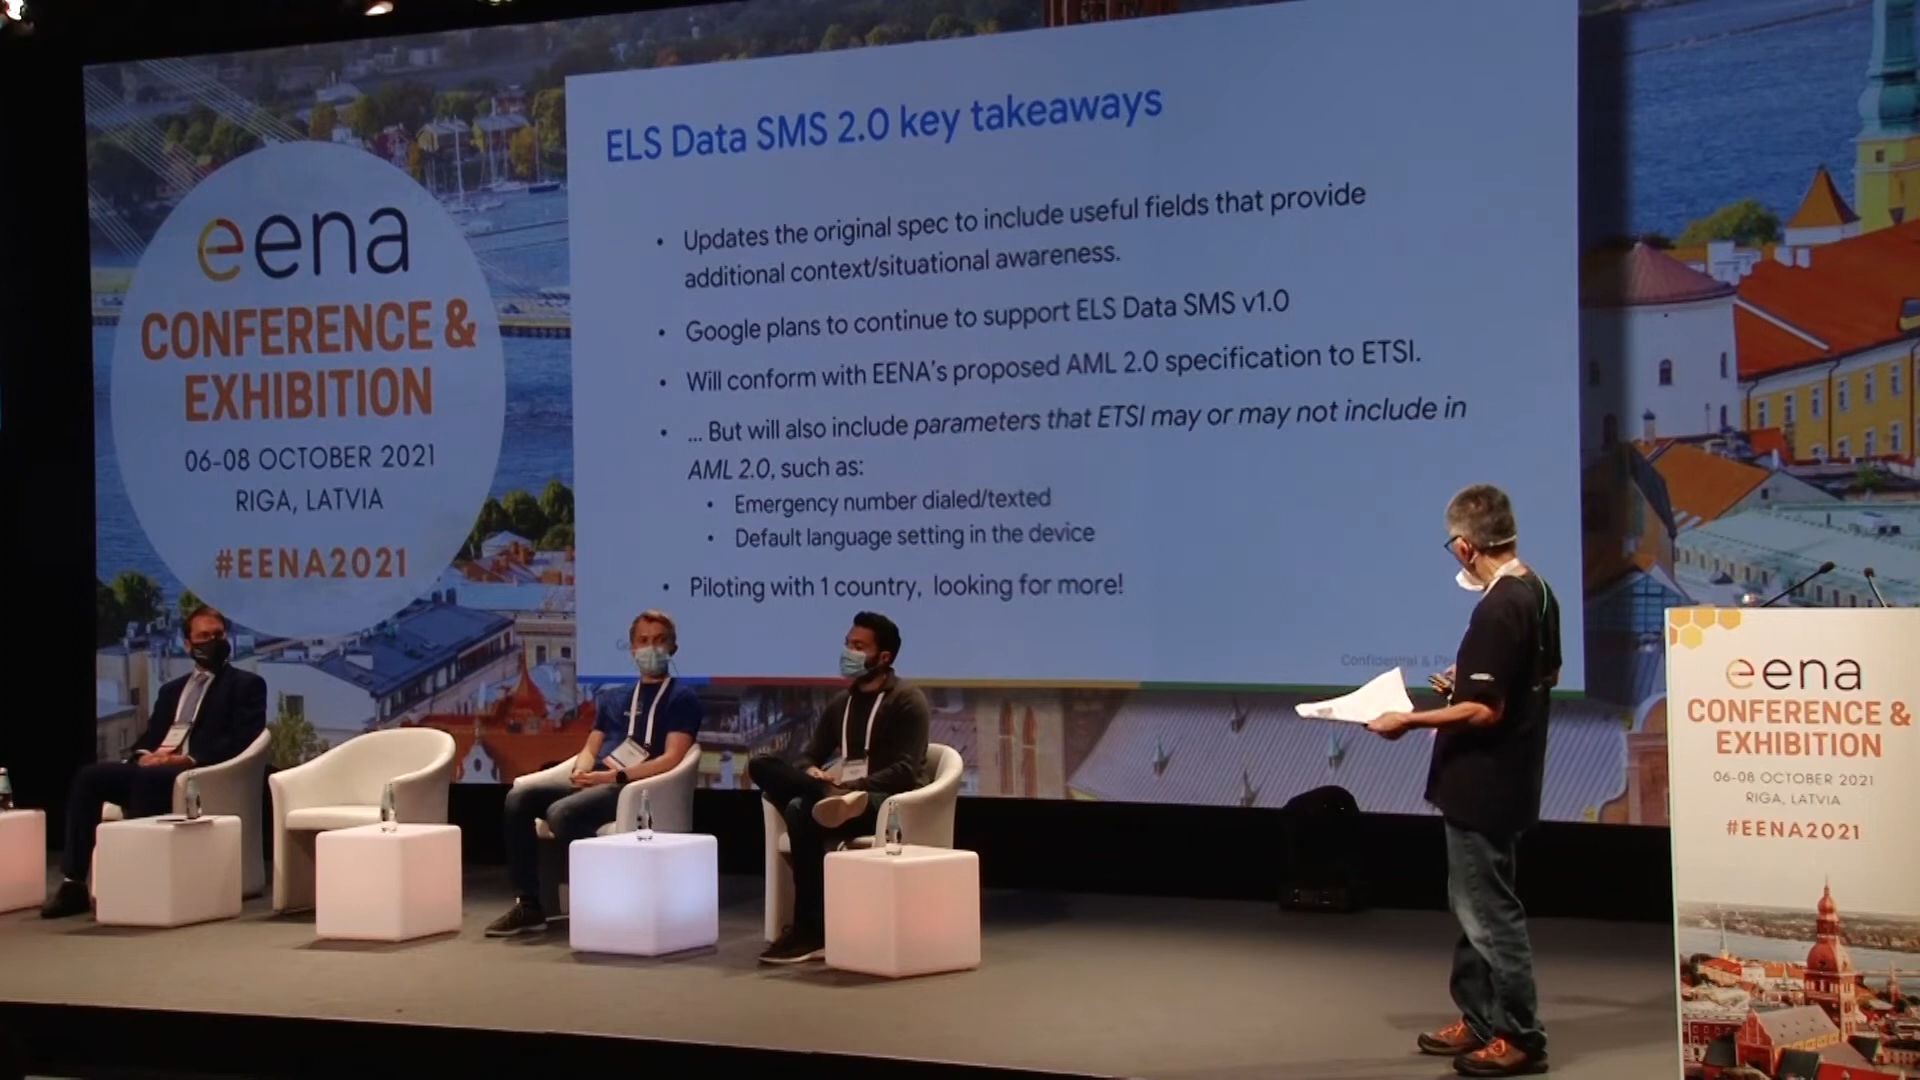 eena
CONFERENCE &
EXHIBITION
06-08 OCTOBER 2021
RIGA, LATVIA
#EENA2021
ELS Data SMS 2.0 key takeaways
• Updates the original spec to include useful fields that provide
additional context/situational awareness.
• Google plans to continue to support ELS Data SMS v1.0
• Will conform with EENA's proposed AML 2.0 specification to ETSI.
• ... But will also include parameters that ETSI may or may not include in
AML 2.0, such as:
• Emergency number dialed/texted
• Default language setting in the device
• Piloting with 1 country, looking for more!
Confidential &
eena
CONFERENCE &
EXHIBITION
06-08 OCTOBER 2021
RIGA, LATVIA
#EENA2021